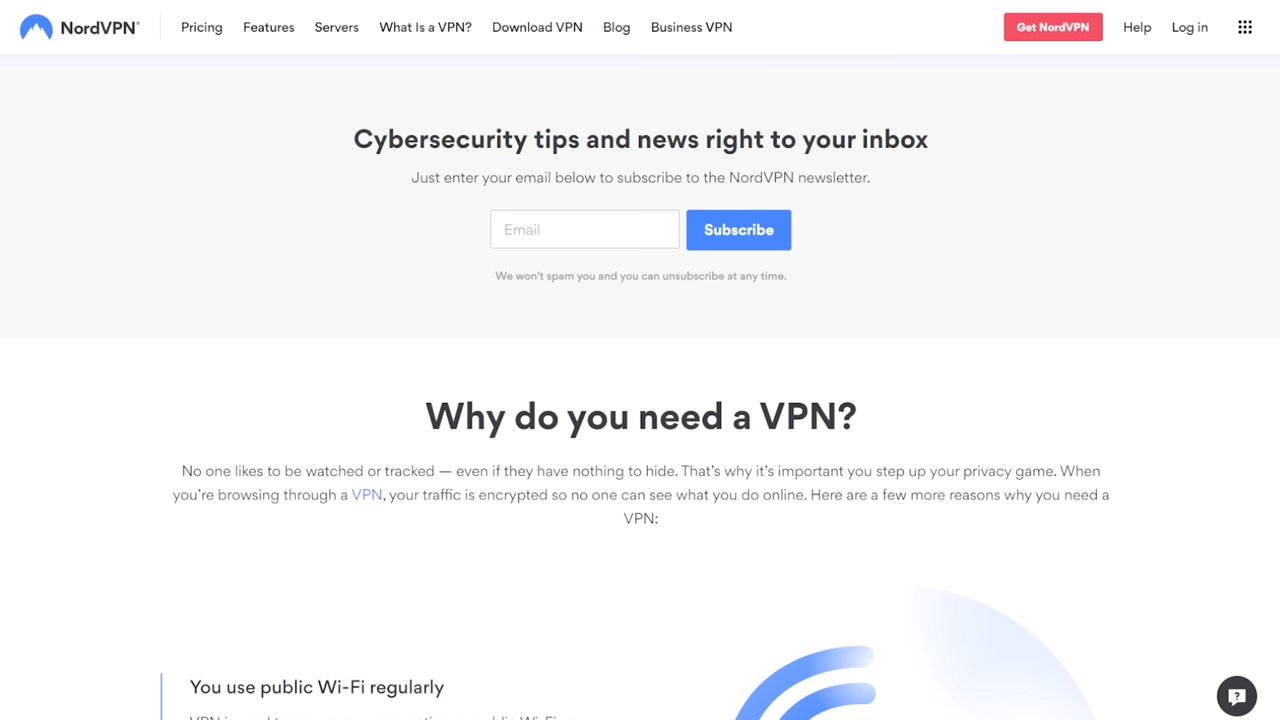 NordVPN®
Pricing
Features
Servers
What Is a VPN?
Download VPN
Blog
Business VPN
Get NordVPN
Help
Log in
Cybersecurity tips and news right to your inbox
Just enter your email below to subscribe to the NordVPN newsletter.
Email
Subscribe
We won't spam you and you can unsubscribe at any time.
Why do you need a VPN?
No one likes to be watched or tracked — even if they have nothing to hide. That's why it's important you step up your privacy game. When
you're browsing through a VPN, your traffic is encrypted so no one can see what you do online. Here are a few more reasons why you need a
VPN:
You use public Wi-Fi regularly
?